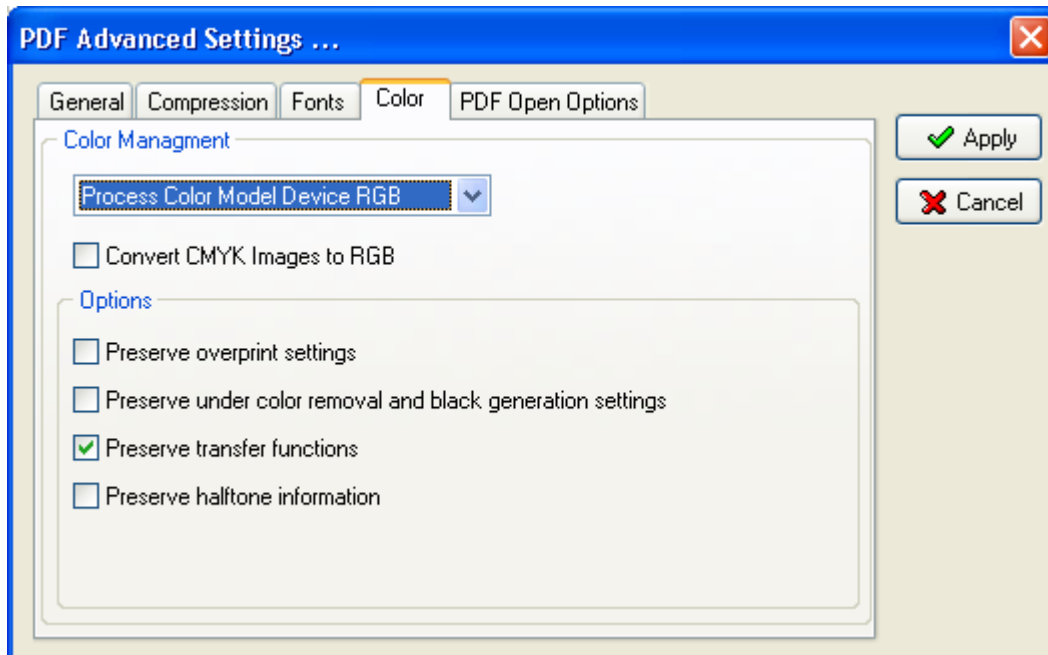 PDF Advanced Settings ...
General Compression Fonts Color PDF Open Options
Color Managment
Apply
Process Color Model Device RGB
Cancel
Convert CMYK Images to RGB
Options
Preserve overprint settings
Preserve under color removal and black generation settings
Preserve transfer functions
Preserve halftone information